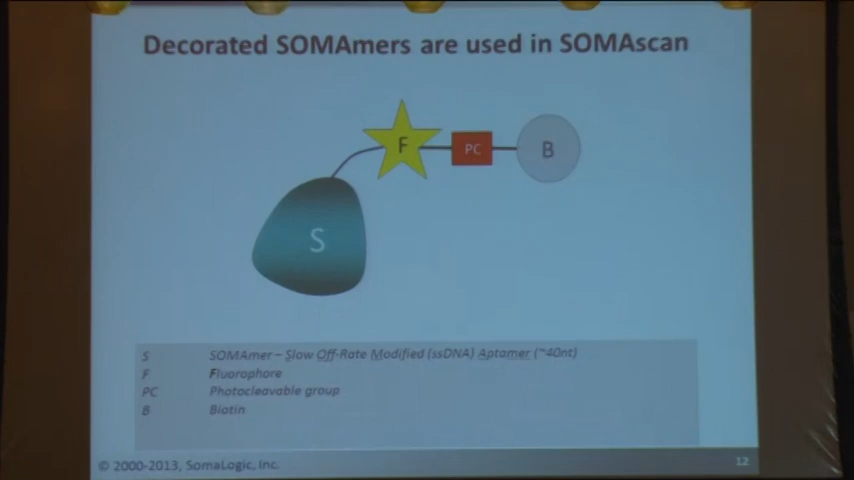 Decorated SOMAmers are used in SOMAscan
F
PC
B
S
S SOMAmer – Slow Off-Rate Modified (ssDNA) Aptamer (~40nt)
F Fluorophore
PC Photocleavable group
B Biotin
© 2000-2013, SomaLogic, Inc.
12